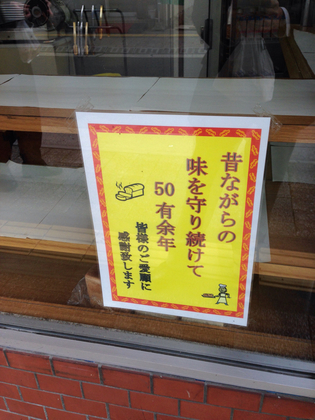 昔ながらの
味を守り続けて
50有余年
皆様のご愛顧に
感謝致します